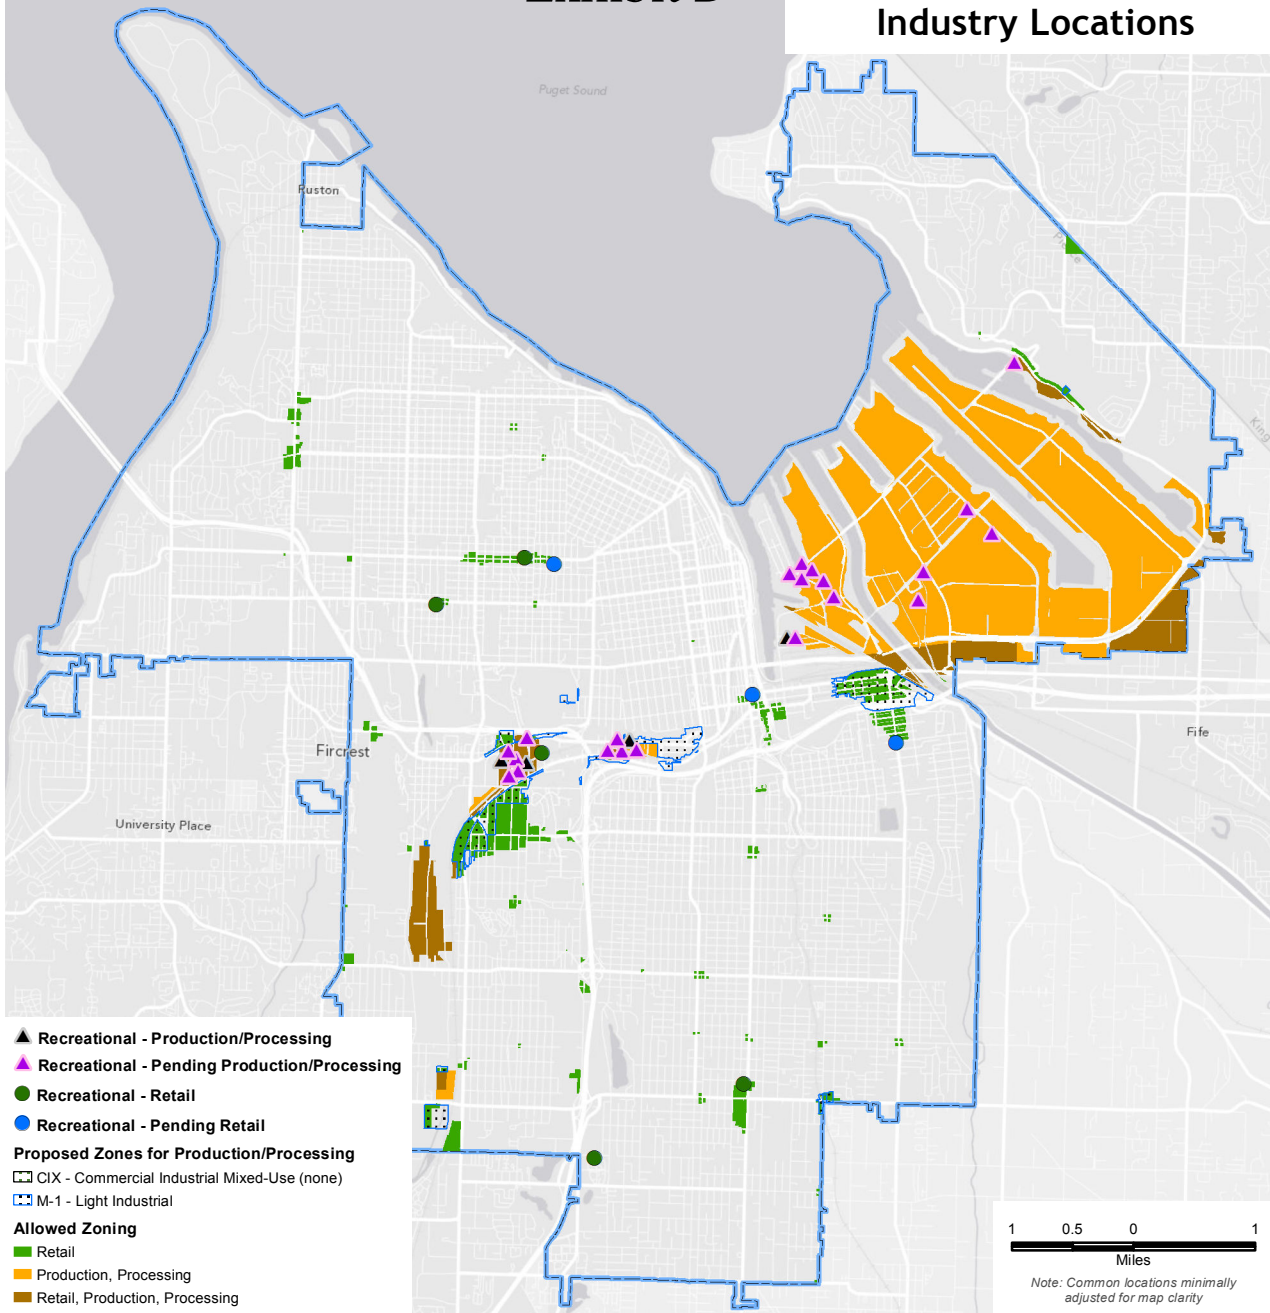 Industry Locations
Puget Sound
Ruston
Pierce
King
Fircrest
Fife
University Place
Recreational - Production/Processing
Recreational - Pending Production/Processing
Recreational - Retail
Recreational - Pending Retail
Proposed Zones for Production/Processing
CIX - Commercial Industrial Mixed-Use (none)
M-1 - Light Industrial
Allowed Zoning
Retail
Production, Processing
Retail, Production, Processing
1 0.5 0 1
Miles
Note: Common locations minimally
adjusted for map clarity